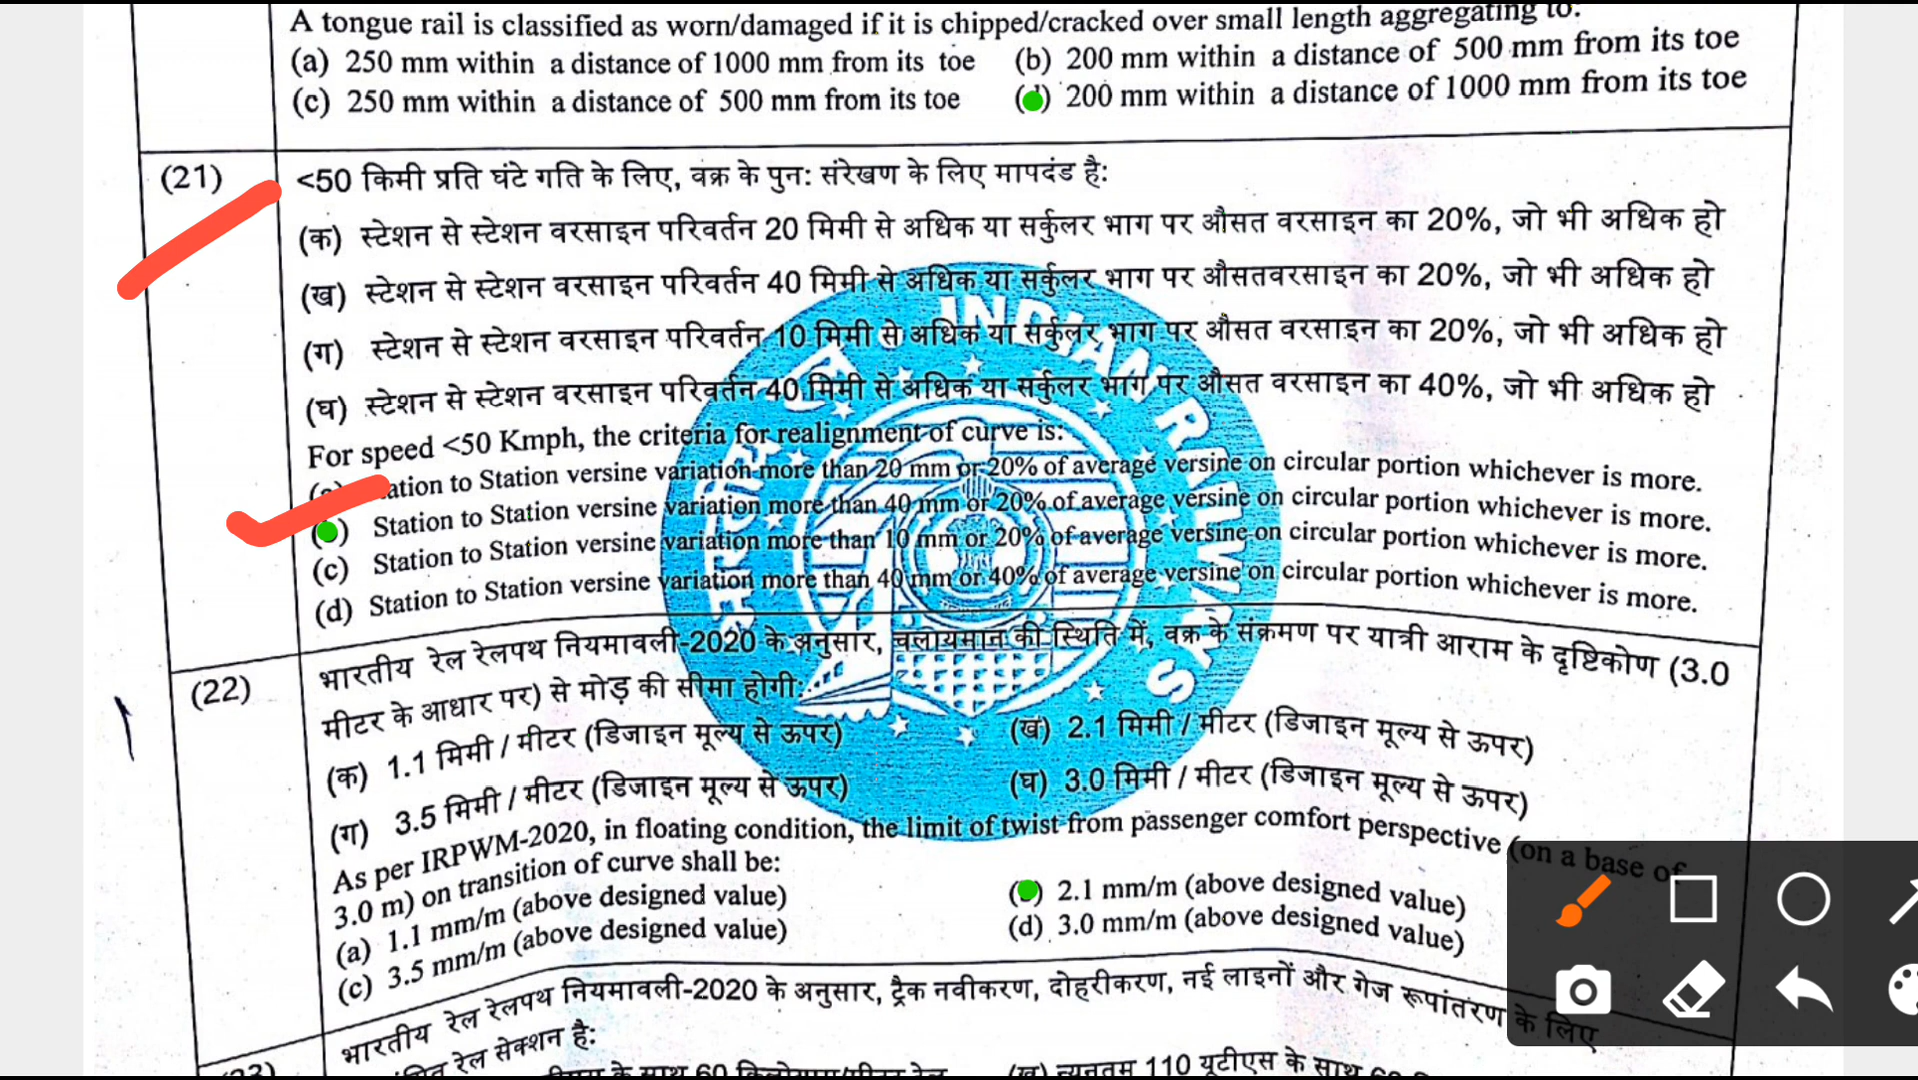 A tongue rail is classified as worn/damaged if it is chipped/cracked over small length aggregating to:
(a) 250 mm within a distance of 1000 mm from its toe (b) 200 mm within a distance of 500 mm from its toe
(c) 250 mm within a distance of 500 mm from its toe () 200 mm within a distance of 1000 mm from its toe
(21) <50 किमी प्रति घंटे गति के लिए, वक्र के पुन: संरेखण के लिए मापदंड है:
(क) स्टेशन से स्टेशन वरसाइन परिवर्तन 20 मिमी से अधिक या सर्कुलर भाग पर औसत वरसाइन का 20%, जो भी अधिक हो
(ख) स्टेशन से स्टेशन वरसाइन परिवर्तन 40 मिमी से अधिक या सर्कुलर भाग पर औसतवरसाइन का 20%, जो भी अधिक हो
(ग) स्टेशन से स्टेशन वरसाइन परिवर्तन 10 मिमी से अधिक या सर्कुलर भाग पर औसत वरसाइन का 20%, जो भी अधिक हो
(घ) स्टेशन से स्टेशन वरसाइन परिवर्तन 40 मिमी से अधिक या सर्कुलर भाग पर औसत वरसाइन का 40%, जो भी अधिक हो
For speed <50 Kmph, the criteria for realignment of curve is:
to Station versine variation more than 20 mm or 20% of average versine on circular portion whichever is more.
() Station to Station versine variation more than 40 mm or 20% of average versine on circular portion whichever is more.
(c) Station to Station versine variation more than 10 mm or 20% of average versine on circular portion whichever is more.
(d) Station to Station versine variation more than 40 mm or 40% of average versine on circular portion whichever is more.
INDIAN RAILWAYS
(22) भारतीय रेल रेलपथ नियमावली-2020 के अनुसार, चलायमान की स्थिति में, वक्र के संक्रमण पर यात्री आराम के दृष्टिकोण (3.0
मीटर के आधार पर) से मोड़ की सीमा होगी:
(क) 1.1 मिमी / मीटर (डिजाइन मूल्य से ऊपर) (ख) 2.1 मिमी / मीटर (डिजाइन मूल्य से ऊपर)
(ग) 3.5 मिमी / मीटर (डिजाइन मूल्य से ऊपर) (घ) 3.0 मिमी / मीटर (डिजाइन मूल्य से ऊपर)
As per IRPWM-2020, in floating condition, the limit of twist from passenger comfort perspective (on a base of
3.0 m) on transition of curve shall be:
(a) 1.1 mm/m (above designed value) () 2.1 mm/m (above designed value)
(c) 3.5 mm/m (above designed value) (d) 3.0 mm/m (above designed value)
भारतीय रेल रेलपथ नियमावली-2020 के अनुसार, ट्रैक नवीकरण, दोहरीकरण, नई लाइनों और गेज रूपांतरण के लिए
रेल सेक्शन है: